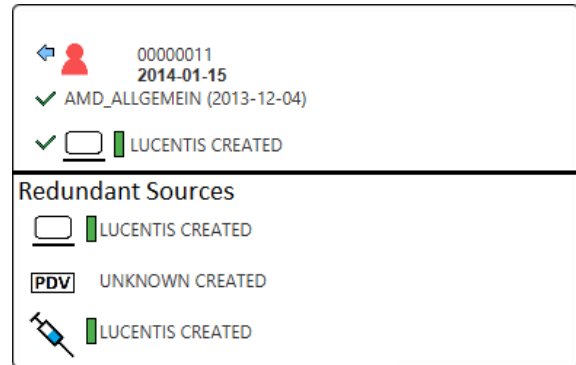 00000011
2014-01-15
AMD_ALLGEMEIN (2013-12-04)
LUCENTIS CREATED
Redundant Sources
LUCENTIS CREATED
PDV UNKNOWN CREATED
LUCENTIS CREATED